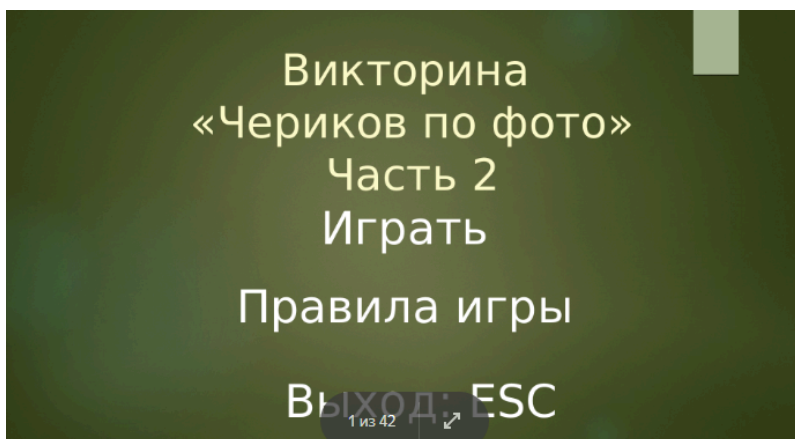 Викторина
«Чериков по фото»
Часть 2
Играть
Правила игры
Выход: ESC
1 из 42